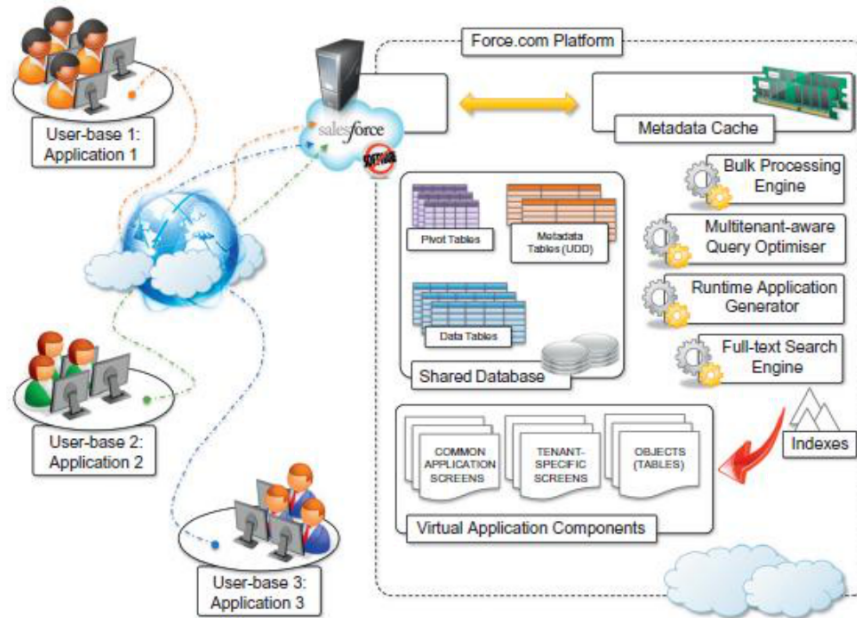 Force.com Platform
salesforce
SOFTWARE
Metadata Cache
User-base 1:
Application 1
Bulk Processing
Engine
Pivot Tables
Metadata
Tables (UDD)
Multitenant-aware
Query Optimiser
Runtime Application
Generator
Data Tables
Full-text Search
Engine
Shared Database
Indexes
User-base 2:
Application 2
COMMON
APPLICATION
SCREENS
TENANT-
SPECIFIC
SCREENS
OBJECTS
(TABLES)
Virtual Application Components
User-base 3:
Application 3